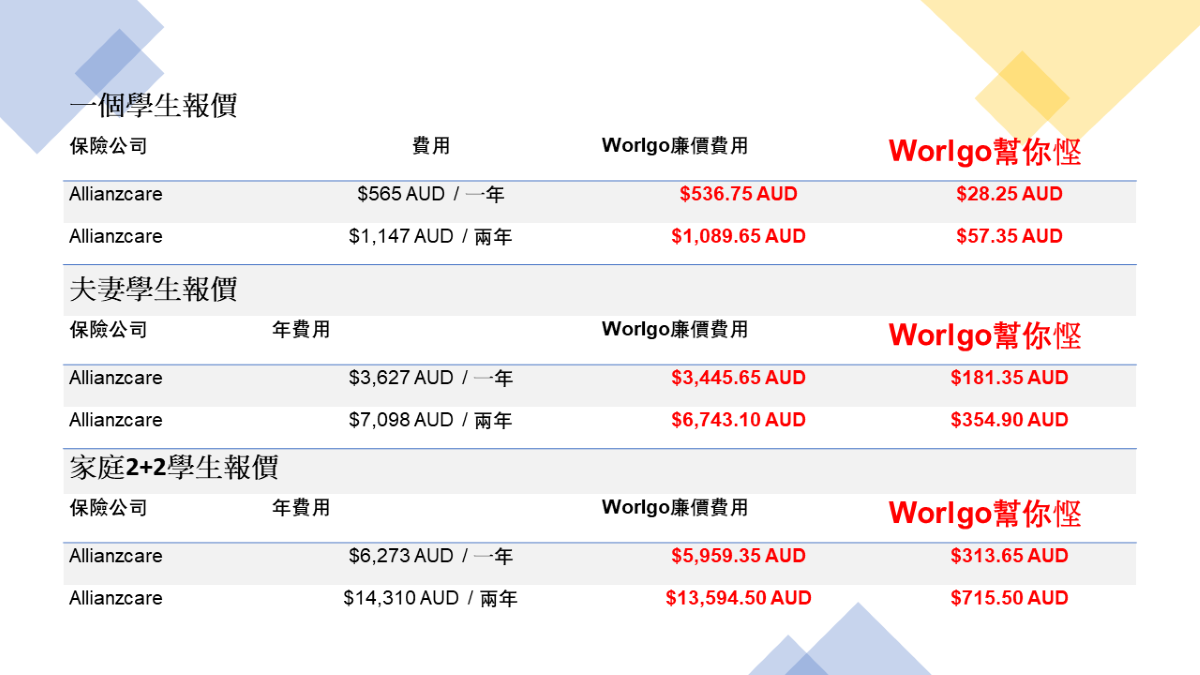 一個學生報價
保險公司 費用 Worlgo廉價費用 Worlgo幫你慳
Allianzcare $565 AUD / 一年 $536.75 AUD $28.25 AUD
Allianzcare $1,147 AUD / 兩年 $1,089.65 AUD $57.35 AUD
夫妻學生報價
保險公司 年費用 Worlgo廉價費用 Worlgo幫你慳
Allianzcare $3,627 AUD / 一年 $3,445.65 AUD $181.35 AUD
Allianzcare $7,098 AUD / 兩年 $6,743.10 AUD $354.90 AUD
家庭2+2學生報價
保險公司 年費用 Worlgo廉價費用 Worlgo幫你慳
Allianzcare $6,273 AUD / 一年 $5,959.35 AUD $313.65 AUD
Allianzcare $14,310 AUD / 兩年 $13,594.50 AUD $715.50 AUD